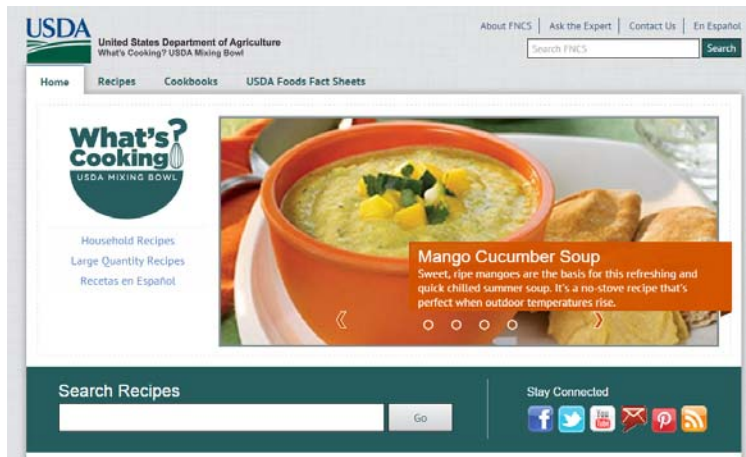 USDA
United States Department of Agriculture
What's Cooking? USDA Mixing Bowl
About FNCS | Ask the Expert | Contact Us | En Español
Search FNCS
Search
Home Recipes Cookbooks USDA Foods Fact Sheets
What's?
Cooking
USDA MIXING BOWL
Household Recipes
Large Quantity Recipes
Recetas en Español
Mango Cucumber Soup
Sweet, ripe mangoes are the basis for this refreshing and
quick chilled summer soup. It's a no-stove recipe that's
perfect when outdoor temperatures rise.
Search Recipes
Go
Stay Connected
You
Tube